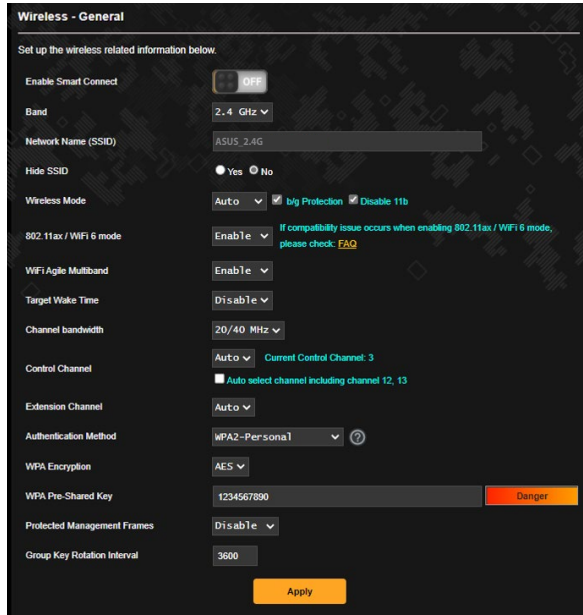 Wireless - General
Set up the wireless related information below.
Enable Smart Connect OFF
Band 2.4 GHz
Network Name (SSID) ASUS_2.4G
Hide SSID Yes No
Wireless Mode Auto b/g Protection Disable 11b
802.11ax / WiFi 6 mode Enable If compatibility issue occurs when enabling 802.11ax / WiFi 6 mode,
please check: FAQ
WiFi Agile Multiband Enable
Target Wake Time Disable
Channel bandwidth 20/40 MHz
Control Channel Auto Current Control Channel: 3
Auto select channel including channel 12, 13
Extension Channel Auto
Authentication Method WPA2-Personal ?
WPA Encryption AES
WPA Pre-Shared Key 1234567890 Danger
Protected Management Frames Disable
Group Key Rotation Interval 3600
Apply